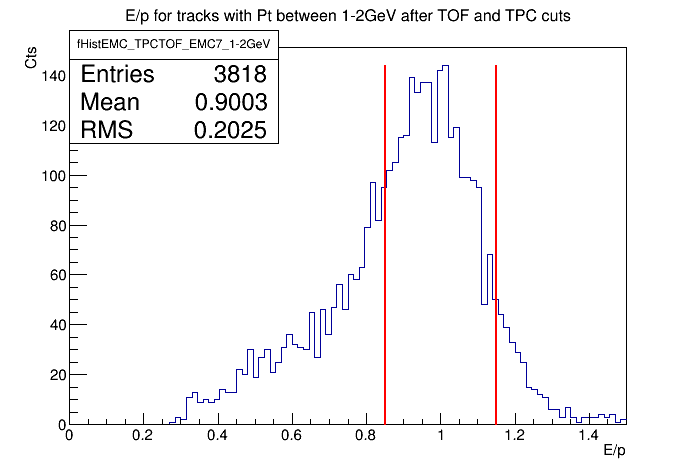 E/p for tracks with Pt between 1-2GeV after TOF and TPC cuts
Cts
fHistEMC_TPCTOF_EMC7_1-2GeV
Entries 3818
Mean 0.9003
RMS 0.2025
140
120
100
80
60
40
20
0
0 0.2 0.4 0.6 0.8 1 1.2 1.4
E/p